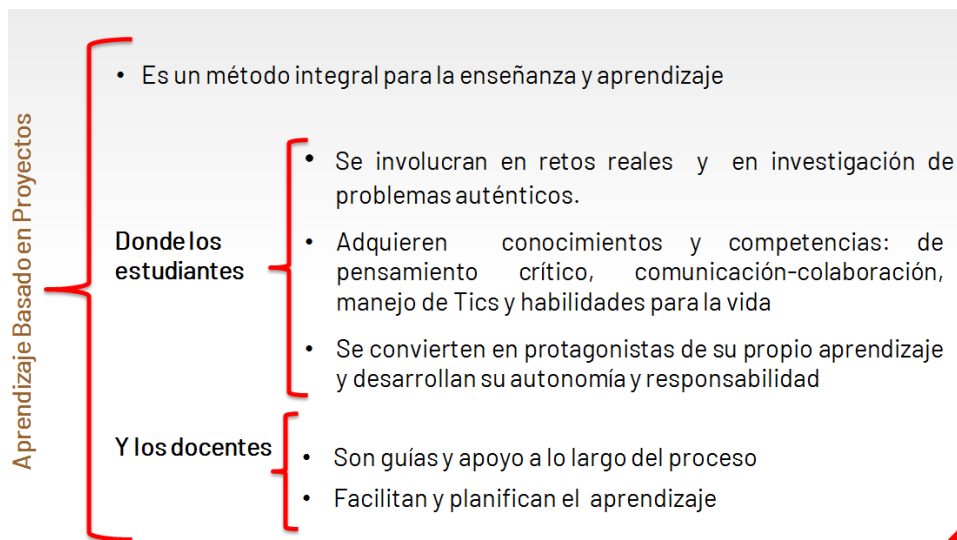 Aprendizaje Basado en Proyectos
• Es un método integral para la enseñanza y aprendizaje
Donde los
estudiantes
• Se involucran en retos reales y en investigación de
problemas auténticos.
• Adquieren conocimientos y competencias: de
pensamiento crítico, comunicación-colaboración,
manejo de Tics y habilidades para la vida
• Se convierten en protagonistas de su propio aprendizaje
y desarrollan su autonomía y responsabilidad
Y los docentes
• Son guías y apoyo a lo largo del proceso
• Facilitan y planifican el aprendizaje